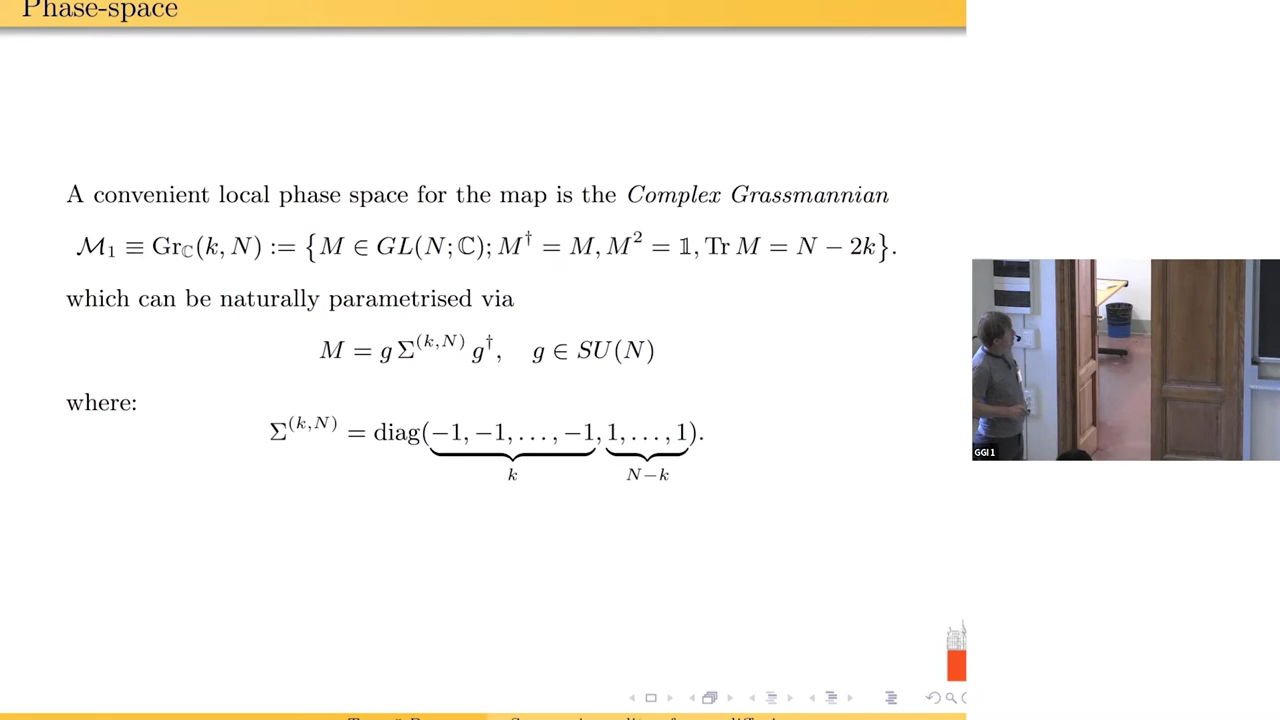 Phase-space
A convenient local phase space for the map is the Complex Grassmannian
ℳ₁ ≡ Gr_ℂ(k, N) := {M ∈ GL(N; ℂ); M† = M, M² = 𝟙, Tr M = N − 2k}.
which can be naturally parametrised via
M = g Σ^(k,N) g†, g ∈ SU(N)
where:
Σ^(k,N) = diag(−1, −1, . . . , −1, 1, . . . , 1).
k N−k
GGI 1